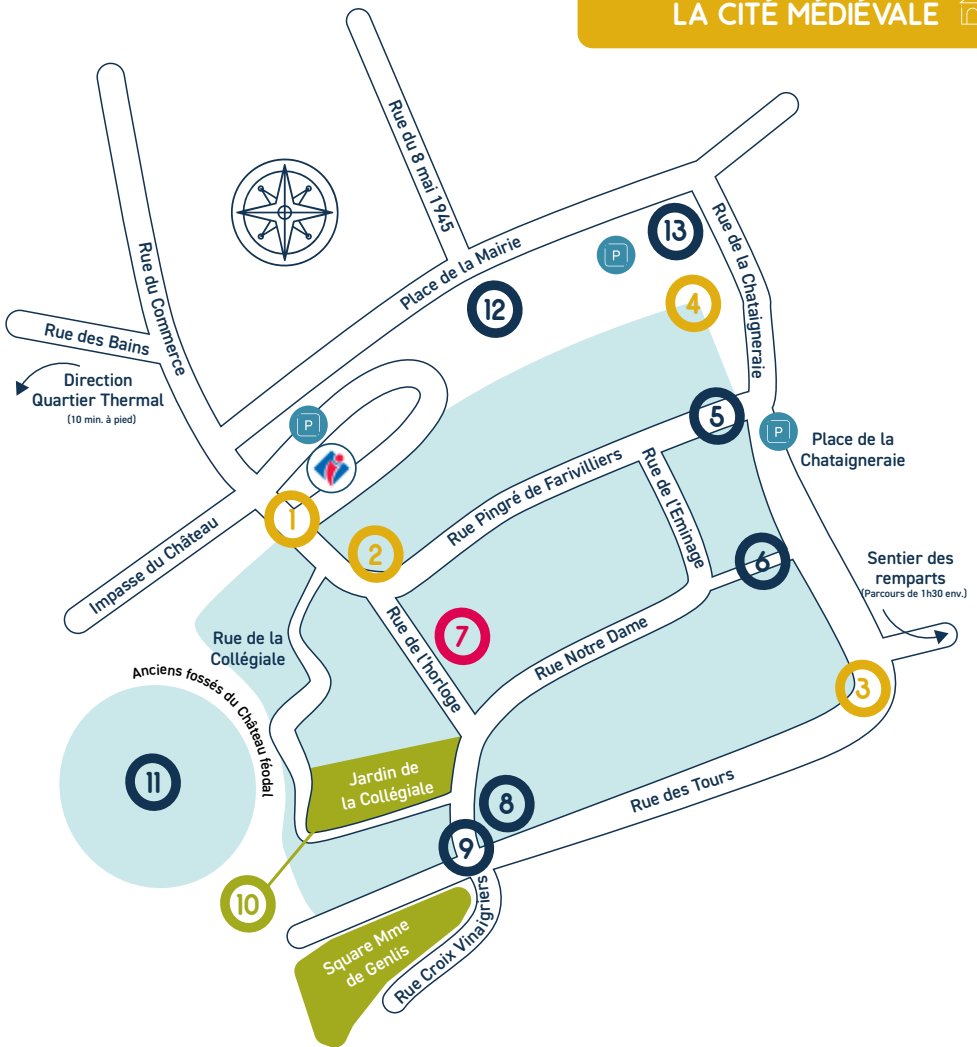 LA CITÉ MÉDIÉVALE
Rue du 8 mai 1945
Rue du Commerce
Place de la Mairie
Rue de la Chataigneraie
13
P
4
12
Rue des Bains
Direction
Quartier Thermal
(10 min. à pied)
P
5
P
Place de la
Chataigneraie
Rue Pingré de Farivilliers
Rue de l'Eminage
1
2
Impasse du Château
6
Sentier des
remparts
(Parcours de 1h30 env.)
Rue de la
Collégiale
Rue de l'horloge
7
Rue Notre Dame
Anciens fossés du Château féodal
3
11
Jardin de
la Collégiale
8
Rue des Tours
9
10
Square Mme
de Genlis
Rue Croix Vinaigriers